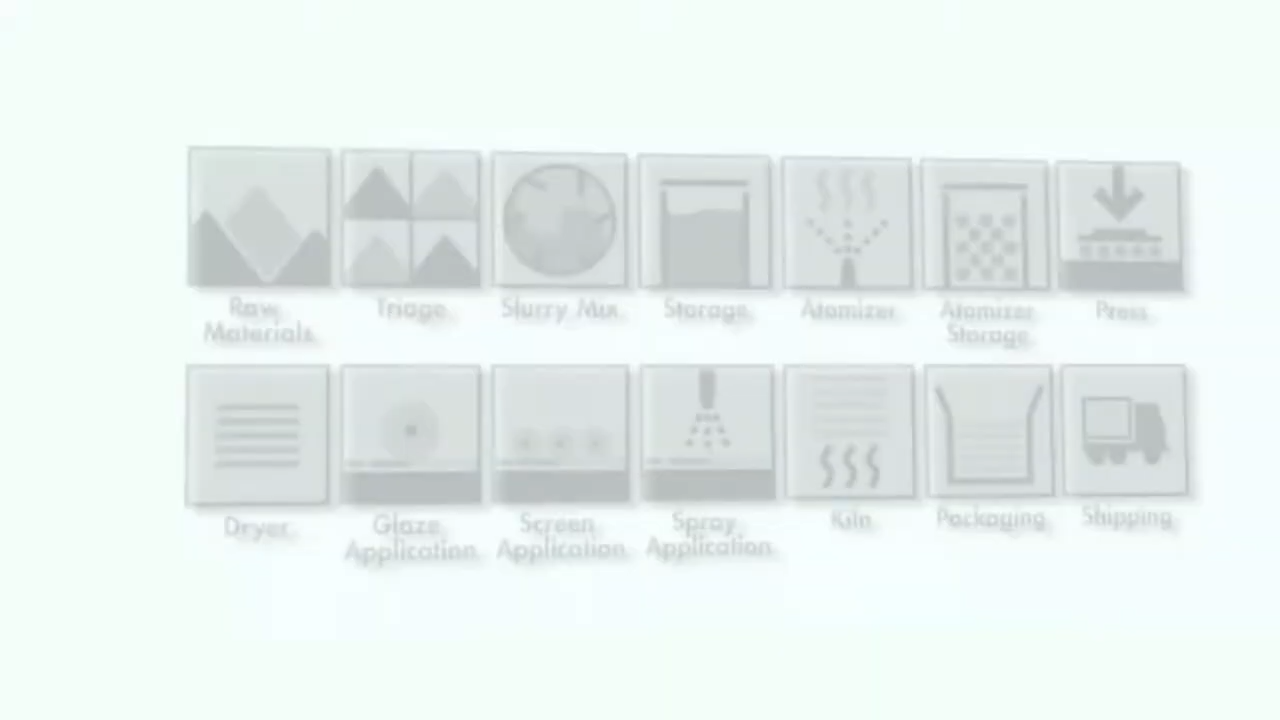 Raw
Materials
Triage
Slurry Mix
Storage
Atomizer
Atomizer
Storage
Press
Dryer
Glaze
Application
Screen
Application
Spray
Application
Kiln
Packaging
Shipping